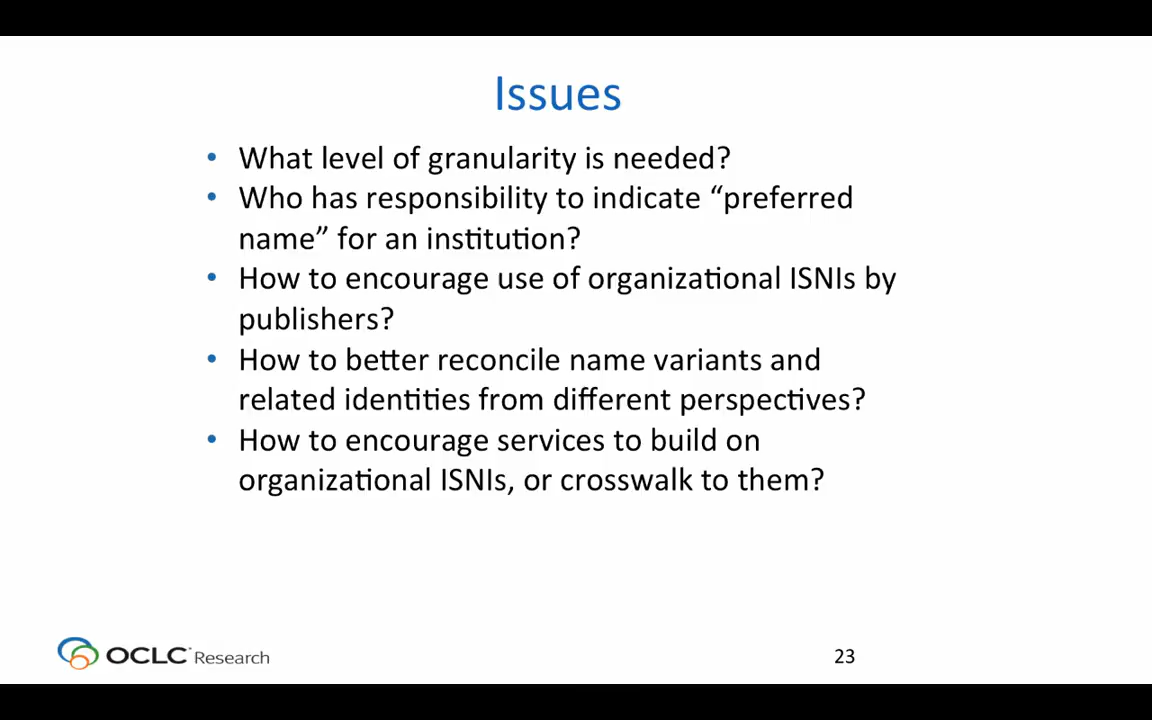 Issues
• What level of granularity is needed?
• Who has responsibility to indicate “preferred
name” for an institution?
• How to encourage use of organizational ISNIs by
publishers?
• How to better reconcile name variants and
related identities from different perspectives?
• How to encourage services to build on
organizational ISNIs, or crosswalk to them?
OCLC Research
23